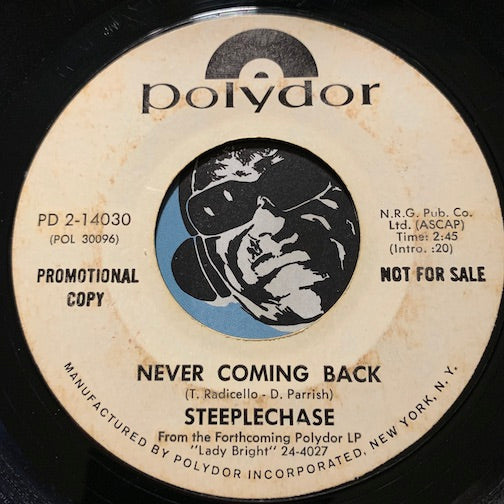 polydor
PD 2-14030
(POL 30096)
PROMOTIONAL
COPY
N.R.G. Pub. Co.
Ltd. (ASCAP)
Time: 2:45
(Intro. :20)
NOT FOR SALE
NEVER COMING BACK
(T. Radicello - D. Parrish)
STEEPLECHASE
From the Forthcoming Polydor LP
"Lady Bright" 24-4027
MANUFACTURED BY POLYDOR INCORPORATED, NEW YORK, N. Y.